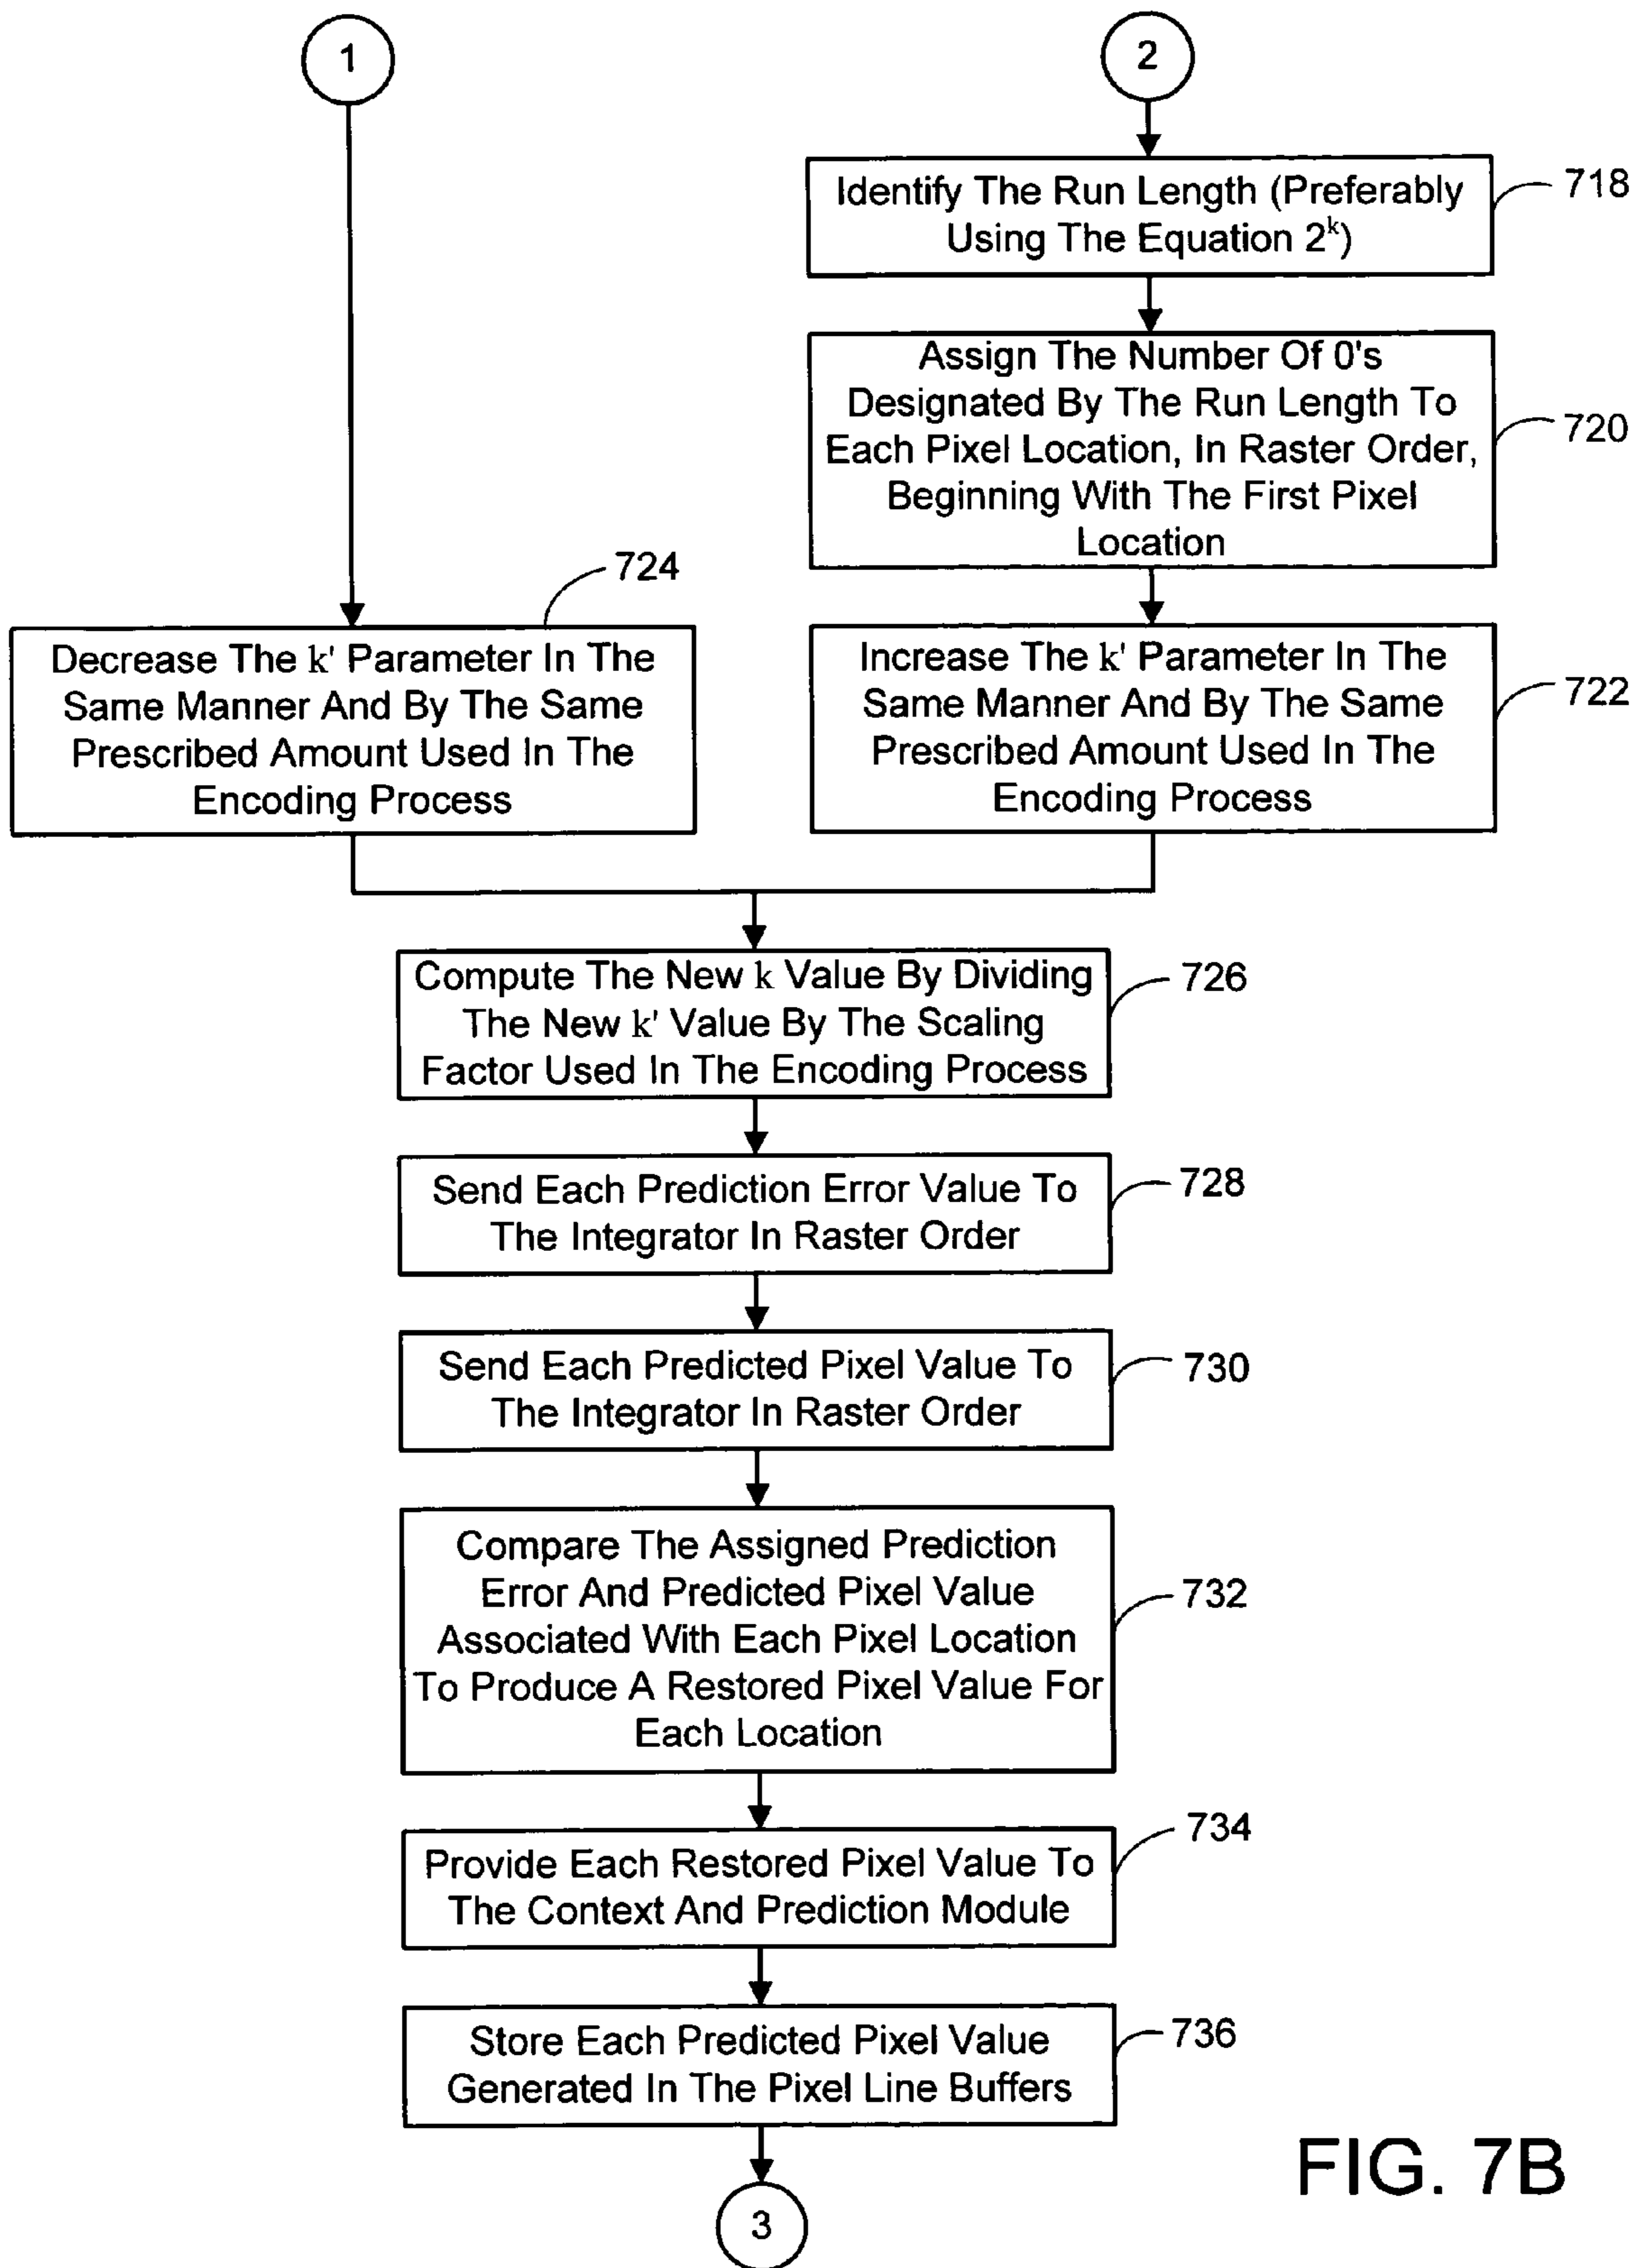 1
2
Identify The Run Length (Preferably
Using The Equation 2^k)
718
Assign The Number Of 0's
Designated By The Run Length To
Each Pixel Location, In Raster Order,
Beginning With The First Pixel
Location
720
724
Decrease The k' Parameter In The
Same Manner And By The Same
Prescribed Amount Used In The
Encoding Process
Increase The k' Parameter In The
Same Manner And By The Same
Prescribed Amount Used In The
Encoding Process
722
Compute The New k Value By Dividing
The New k' Value By The Scaling
Factor Used In The Encoding Process
726
Send Each Prediction Error Value To
The Integrator In Raster Order
728
Send Each Predicted Pixel Value To
The Integrator In Raster Order
730
Compare The Assigned Prediction
Error And Predicted Pixel Value
Associated With Each Pixel Location
To Produce A Restored Pixel Value For
Each Location
732
Provide Each Restored Pixel Value To
The Context And Prediction Module
734
Store Each Predicted Pixel Value
Generated In The Pixel Line Buffers
736
3
FIG. 7B